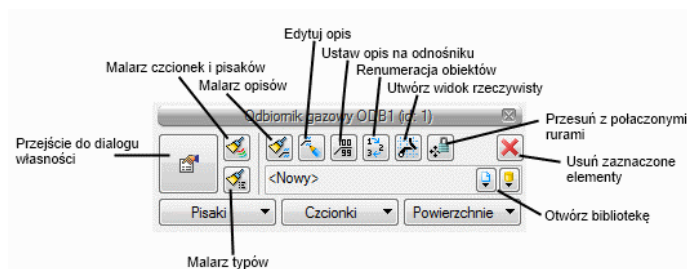 Edytuj opis
Ustaw opis na odnośniku
Malarz czcionek i pisaków
Renumeracja obiektów
Malarz opisów
Utwórz widok rzeczywisty
Odbiornik gazowy ODB1 (id: 1)
Przesuń z połaczonymi rurami
Przejście do dialogu własności
Usuń zaznaczone elementy
<Nowy>
Otwórz bibliotekę
Pisaki
Czcionki
Powierzchnie
Malarz typów